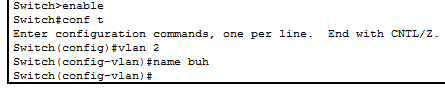 Switch>enable
Switch#conf t
Enter configuration commands, one per line.  End with CNTL/Z.
Switch(config)#vlan 2
Switch(config-vlan)#name buh
Switch(config-vlan)#